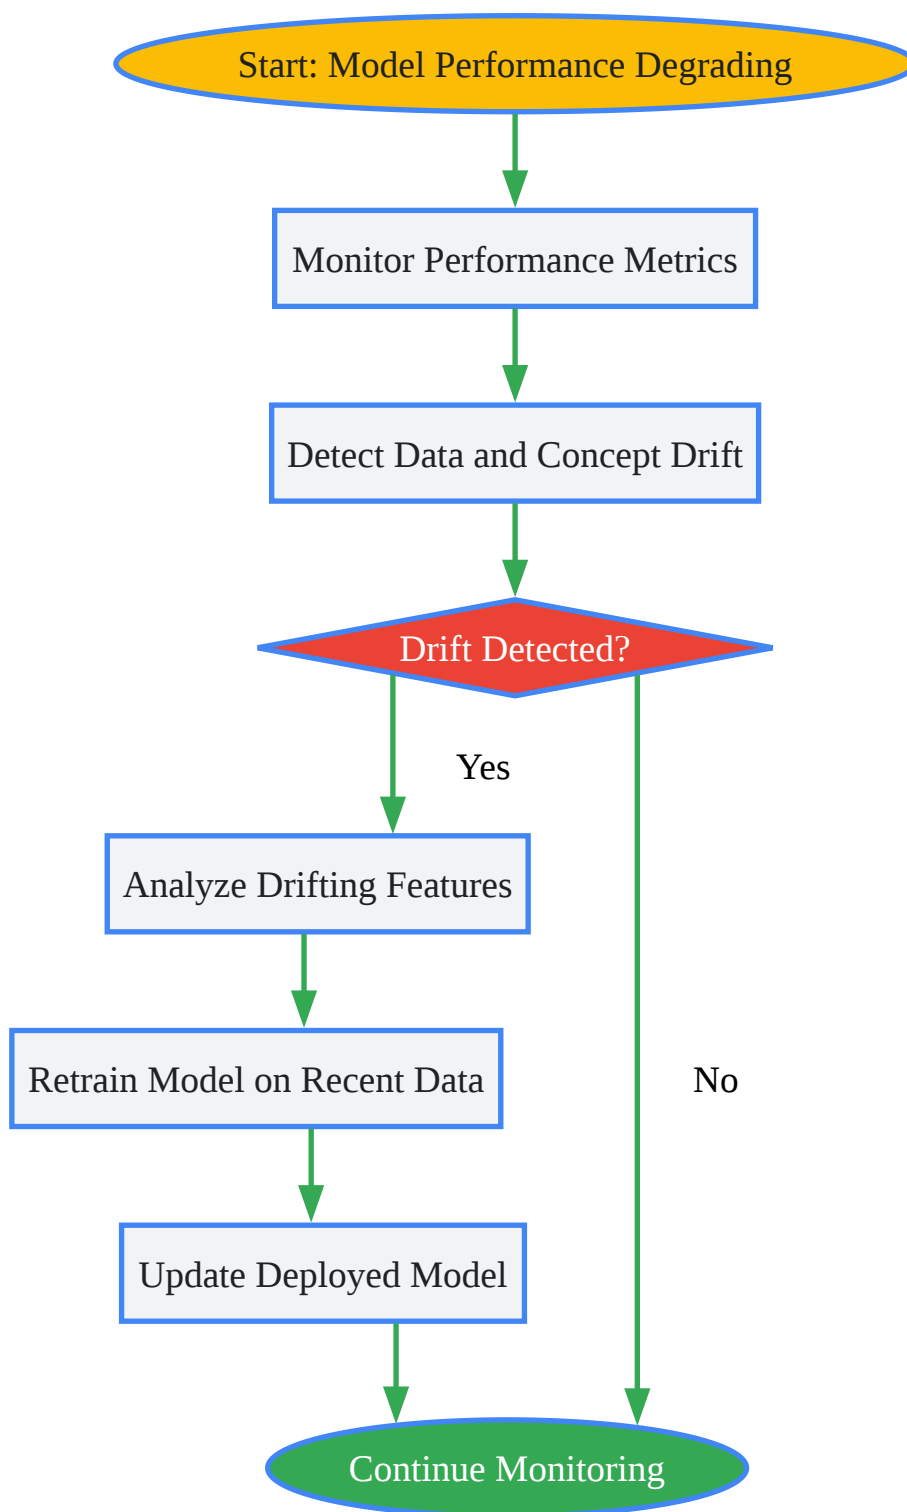 Start: Model Performance Degrading
Monitor Performance Metrics
Detect Data and Concept Drift
Drift Detected?
Yes
Analyze Drifting Features
Retrain Model on Recent Data
No
Update Deployed Model
Continue Monitoring